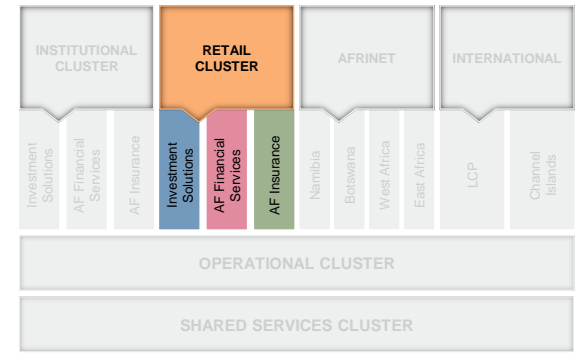 INSTITUTIONAL
CLUSTER
RETAIL
CLUSTER
AFRINET
INTERNATIONAL
Investment
Solutions
AF Financial
Services
AF Insurance
Investment
Solutions
AF Financial
Services
AF Insurance
Namibia
Botswana
West Africa
East Africa
LCP
Channel
Islands
OPERATIONAL CLUSTER
SHARED SERVICES CLUSTER